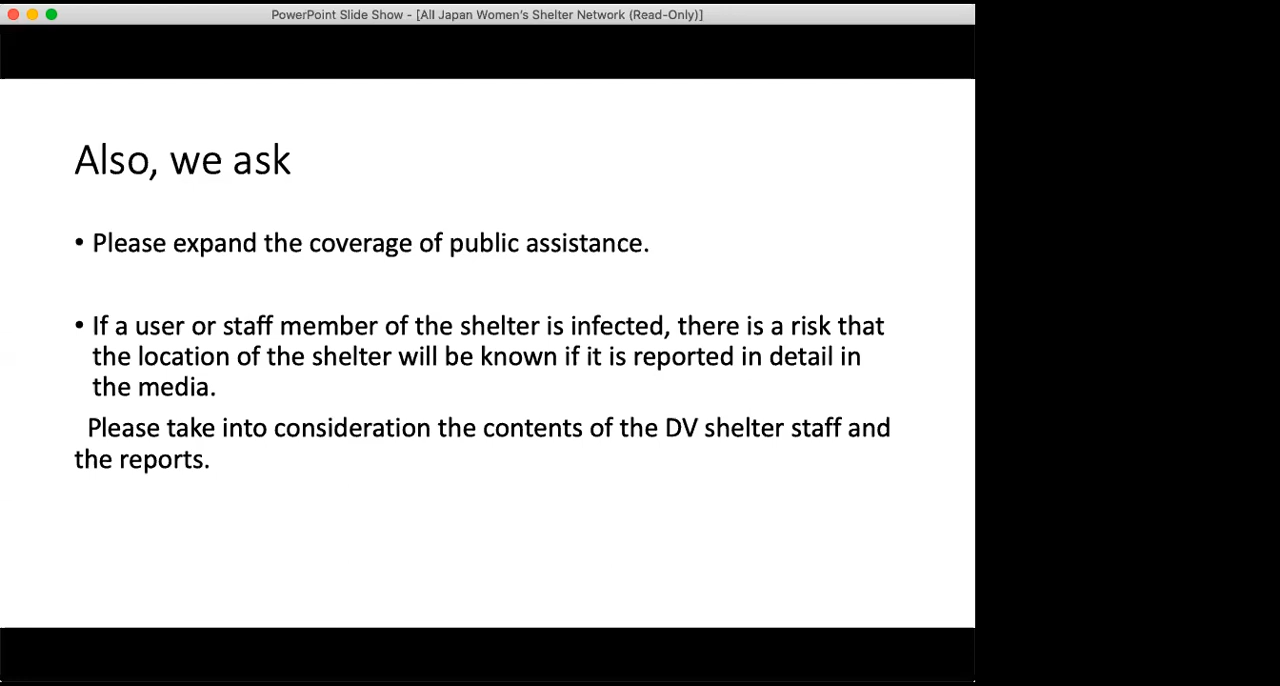 PowerPoint Slide Show - [All Japan Women's Shelter Network (Read-Only)]
Also, we ask
• Please expand the coverage of public assistance.
• If a user or staff member of the shelter is infected, there is a risk that
the location of the shelter will be known if it is reported in detail in
the media.
Please take into consideration the contents of the DV shelter staff and
the reports.